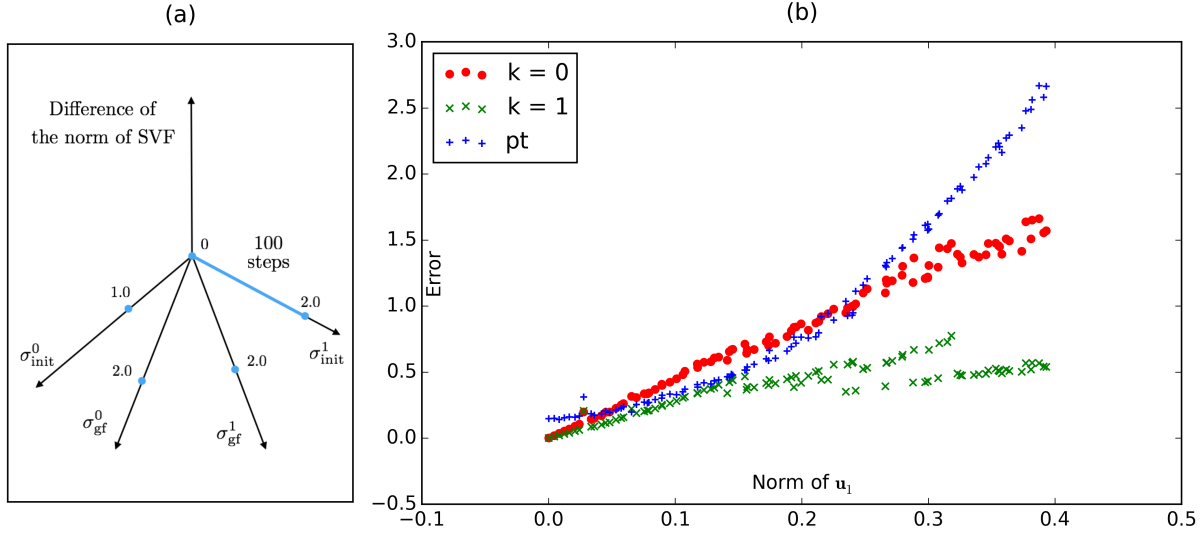 (a)
Difference of
the norm of SVF
0
100
steps
1.0
2.0
σ⁰init
σ¹init
2.0
2.0
σ⁰gf
σ¹gf
(b)
3.0
2.5
2.0
1.5
1.0
0.5
0.0
−0.5
k = 0
k = 1
pt
Error
Norm of u₁
−0.1
0.0
0.1
0.2
0.3
0.4
0.5